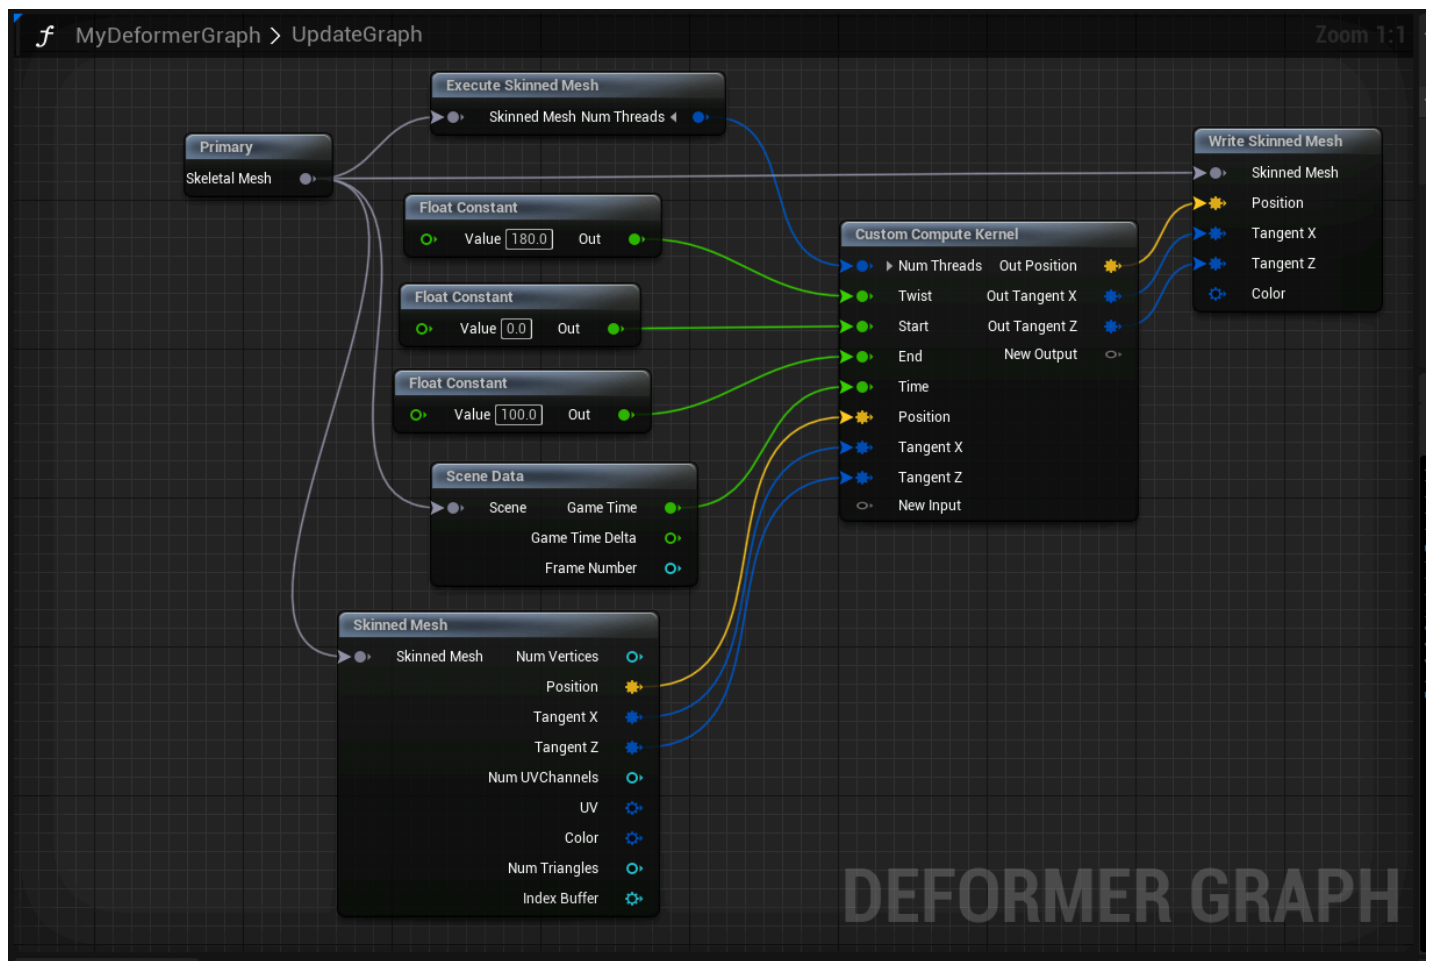 f MyDeformerGraph > UpdateGraph
Zoom 1:1
Execute Skinned Mesh
Skinned Mesh Num Threads
Primary
Skeletal Mesh
Float Constant
Value 180.0 Out
Float Constant
Value 0.0 Out
Float Constant
Value 100.0 Out
Scene Data
Scene Game Time
Game Time Delta
Frame Number
Skinned Mesh
Skinned Mesh Num Vertices
Position
Tangent X
Tangent Z
Num UVChannels
UV
Color
Num Triangles
Index Buffer
Custom Compute Kernel
Num Threads Out Position
Twist Out Tangent X
Start Out Tangent Z
End New Output
Time
Position
Tangent X
Tangent Z
New Input
Write Skinned Mesh
Skinned Mesh
Position
Tangent X
Tangent Z
Color
DEFORMER GRAPH